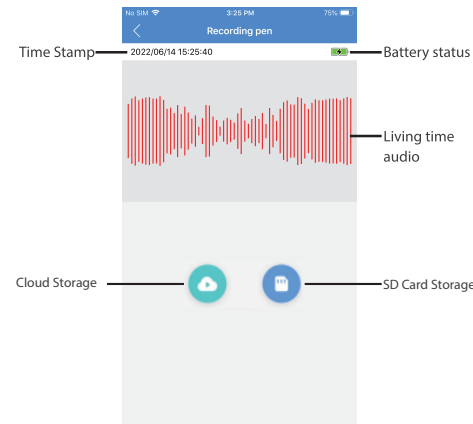 No SIM 3:25 PM 75%
Recording pen
Time Stamp 2022/06/14 15:25:40 Battery status
Living time
audio
Cloud Storage SD Card Storage